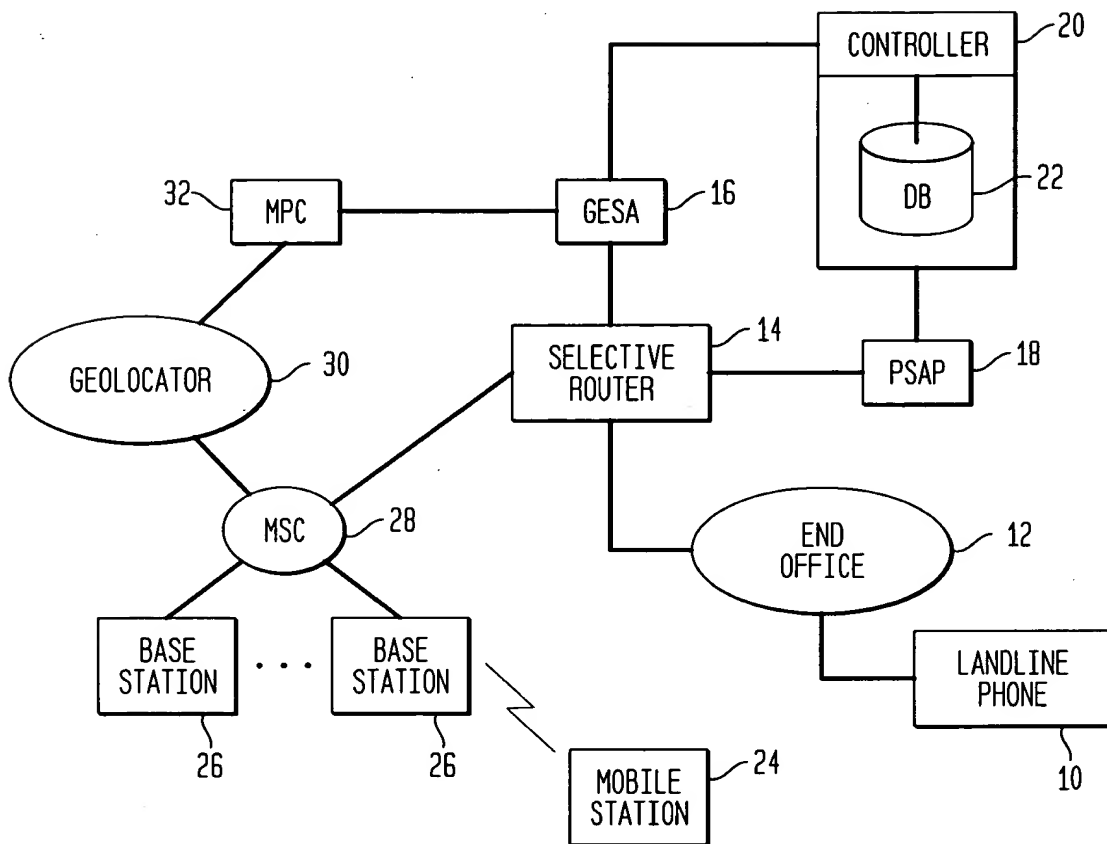 CONTROLLER
20
DB
22
32
MPC
GESA
16
GEOLOCATOR
30
SELECTIVE
ROUTER
14
PSAP
18
MSC
28
END
OFFICE
12
BASE
STATION
26
. . .
BASE
STATION
26
LANDLINE
PHONE
10
MOBILE
STATION
24